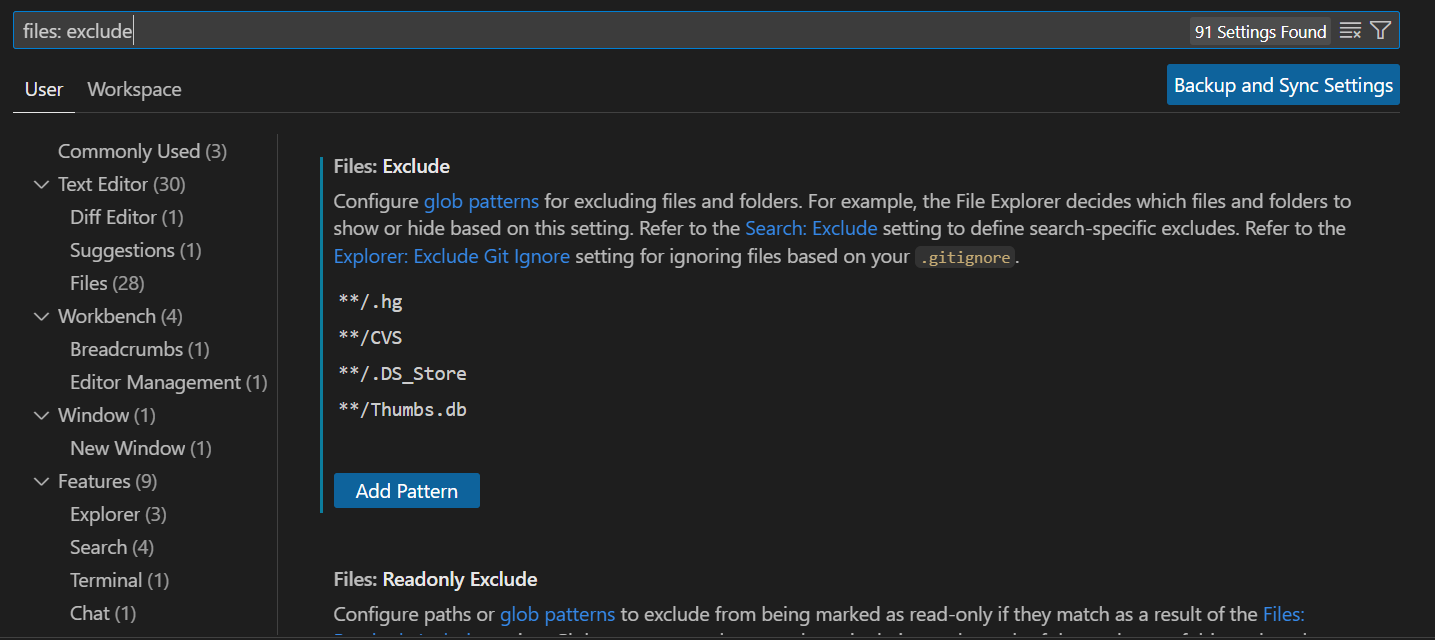 files: exclude
91 Settings Found
User
Workspace
Backup and Sync Settings
Commonly Used (3)
Text Editor (30)
Diff Editor (1)
Suggestions (1)
Files (28)
Workbench (4)
Breadcrumbs (1)
Editor Management (1)
Window (1)
New Window (1)
Features (9)
Explorer (3)
Search (4)
Terminal (1)
Chat (1)
Files: Exclude
Configure glob patterns for excluding files and folders. For example, the File Explorer decides which files and folders to
show or hide based on this setting. Refer to the Search: Exclude setting to define search-specific excludes. Refer to the
Explorer: Exclude Git Ignore setting for ignoring files based on your .gitignore.
**/.hg
**/CVS
**/.DS_Store
**/Thumbs.db
Add Pattern
Files: Readonly Exclude
Configure paths or glob patterns to exclude from being marked as read-only if they match as a result of the Files: